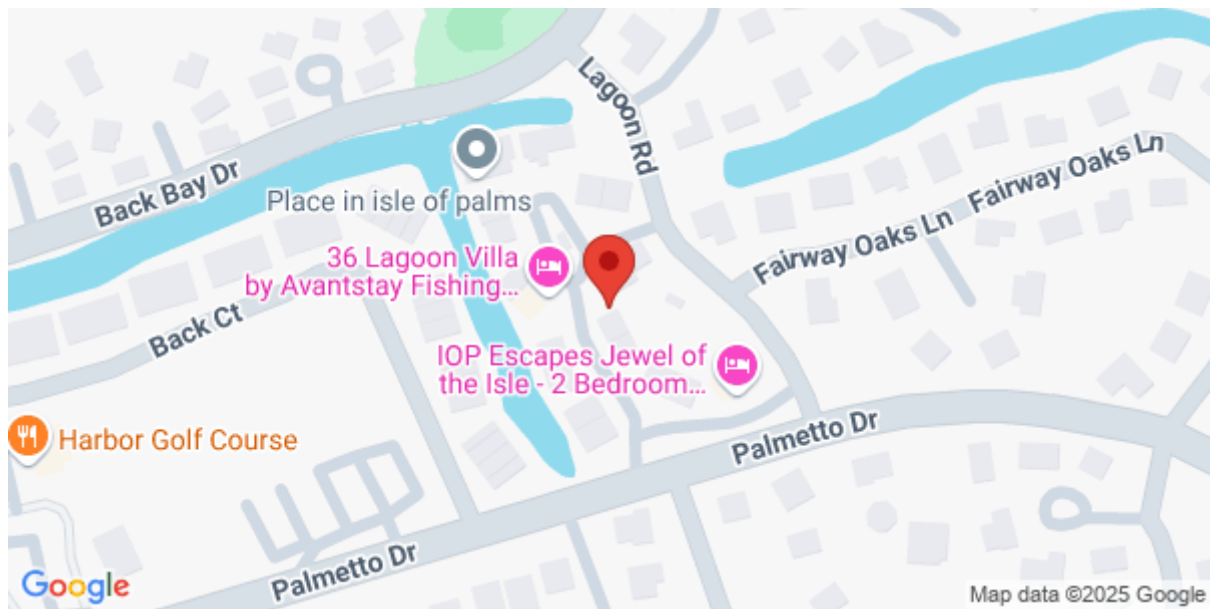 Lagoon Rd
Back Bay Dr
Place in isle of palms
Fairway Oaks Ln
Fairway Oaks Ln
36 Lagoon Villa
by Avantstay Fishing...
Back Ct
IOP Escapes Jewel of
the Isle - 2 Bedroom...
Harbor Golf Course
Palmetto Dr
Palmetto Dr
Google
Map data ©2025 Google